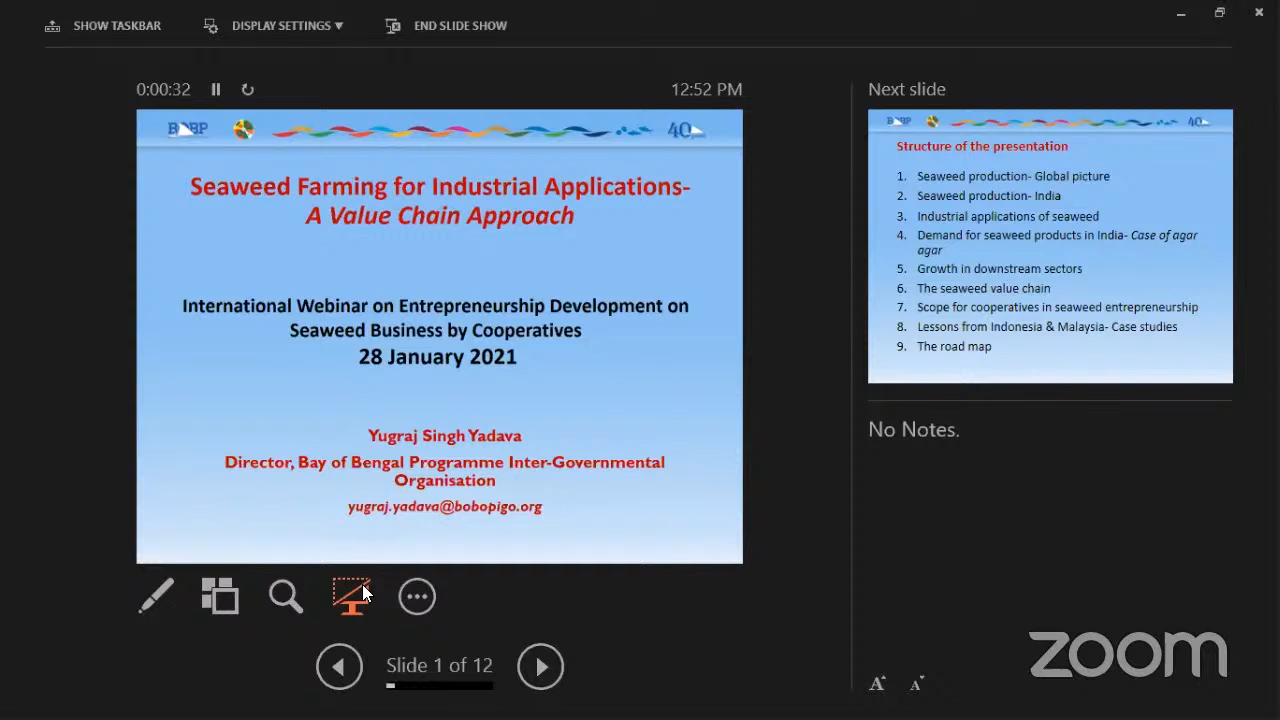 SHOW TASKBAR DISPLAY SETTINGS ▼ END SLIDE SHOW
0:00:32 12:52 PM
40
Seaweed Farming for Industrial Applications-
A Value Chain Approach
International Webinar on Entrepreneurship Development on
Seaweed Business by Cooperatives
28 January 2021
Yugraj Singh Yadava
Director, Bay of Bengal Programme Inter-Governmental
Organisation
yugraj.yadava@bobpigo.org
Slide 1 of 12
Next slide
40
Structure of the presentation
1. Seaweed production- Global picture
2. Seaweed production- India
3. Industrial applications of seaweed
4. Demand for seaweed products in India- Case of agar
agar
5. Growth in downstream sectors
6. The seaweed value chain
7. Scope for cooperatives in seaweed entrepreneurship
8. Lessons from Indonesia & Malaysia- Case studies
9. The road map
No Notes.
A A
zoom